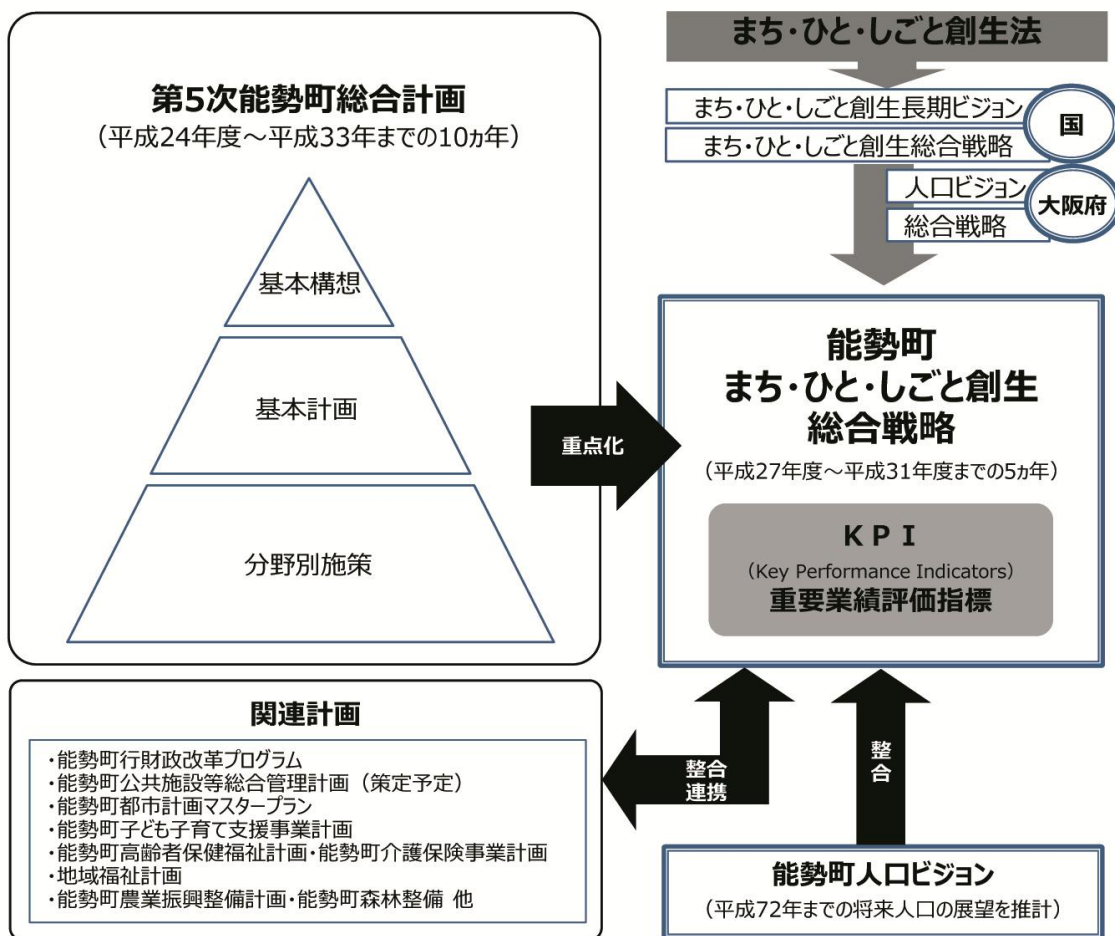 第5次能勢町総合計画
（平成24年度～平成33年までの10ヵ年）
基本構想
基本計画
分野別施策
重点化
まち・ひと・しごと創生法
まち・ひと・しごと創生長期ビジョン
まち・ひと・しごと創生総合戦略
国
人口ビジョン
総合戦略
大阪府
能勢町
まち・ひと・しごと創生
総合戦略
（平成27年度～平成31年度までの5ヵ年）
ＫＰＩ
（Key Performance Indicators）
重要業績評価指標
関連計画
・能勢町行財政改革プログラム
・能勢町公共施設等総合管理計画（策定予定）
・能勢町都市計画マスタープラン
・能勢町子ども子育て支援事業計画
・能勢町高齢者保健福祉計画・能勢町介護保険事業計画
・地域福祉計画
・能勢町農業振興整備計画・能勢町森林整備 他
整合
連携
整合
能勢町人口ビジョン
（平成72年までの将来人口の展望を推計）